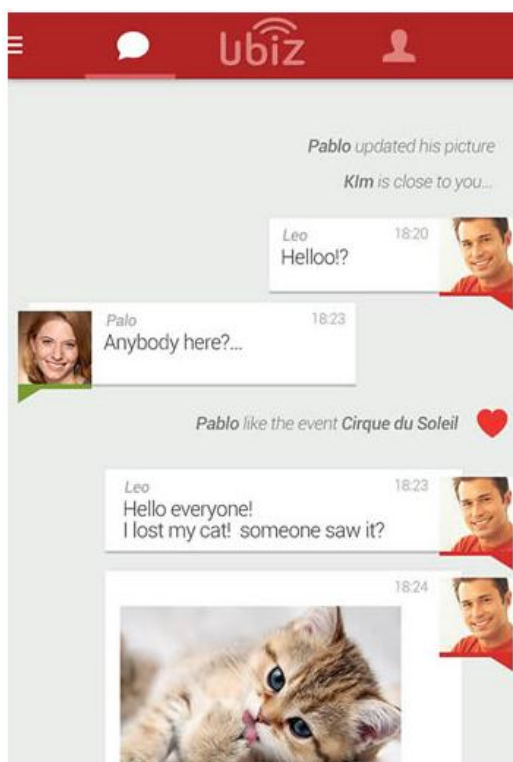 Ubiz
Pablo updated his picture
KIm is close to you...
Leo 18:20
Helloo!?
Palo 18:23
Anybody here?...
Pablo like the event Cirque du Soleil
Leo 18:23
Hello everyone!
I lost my cat! someone saw it?
18:24